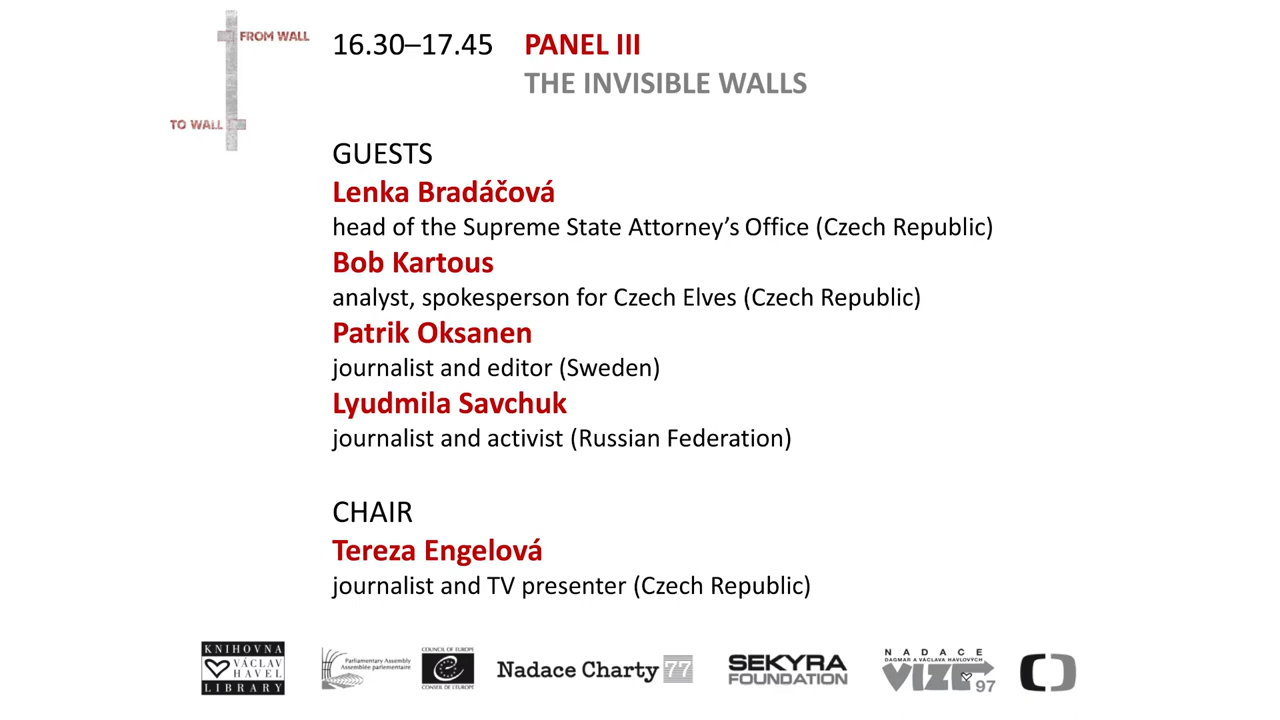 FROM WALL
TO WALL
16.30–17.45 PANEL III
THE INVISIBLE WALLS
GUESTS
Lenka Bradáčová
head of the Supreme State Attorney’s Office (Czech Republic)
Bob Kartous
analyst, spokesperson for Czech Elves (Czech Republic)
Patrik Oksanen
journalist and editor (Sweden)
Lyudmila Savchuk
journalist and activist (Russian Federation)
CHAIR
Tereza Engelová
journalist and TV presenter (Czech Republic)
KNIHOVNA
VÁCLAV
HAVEL
LIBRARY
Parliamentary Assembly
Assemblée parlementaire
COUNCIL OF EUROPE
CONSEIL DE L'EUROPE
Nadace Charty 77
SEKYRA
FOUNDATION
NADACE
DAGMAR A VÁCLAVA HAVLOVÝCH
VIZE 97